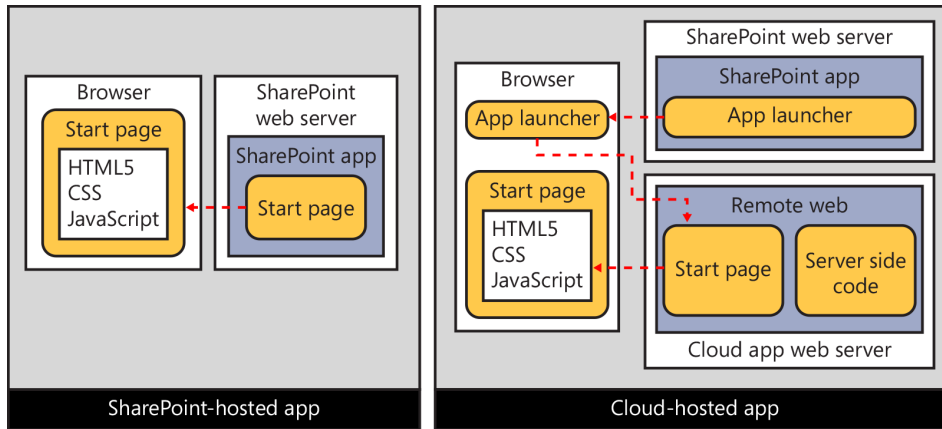 Browser
Start page
HTML5
CSS
JavaScript
SharePoint
web server
SharePoint app
Start page
SharePoint-hosted app
Browser
App launcher
Start page
HTML5
CSS
JavaScript
SharePoint web server
SharePoint app
App launcher
Remote web
Start page
Server side
code
Cloud app web server
Cloud-hosted app